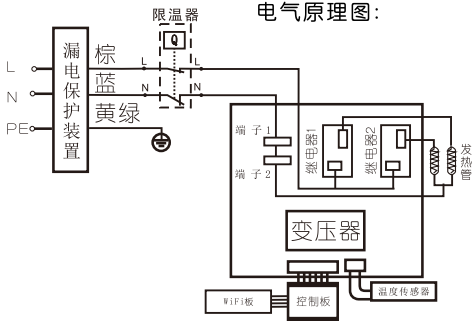 电气原理图：
限温器
L
N
PE
漏电保护装置
棕
蓝
黄绿
L
L
N
N
端 子 1
端 子 2
继电器1
继电器2
发热管
变压器
WiFi板
控制板
温度传感器